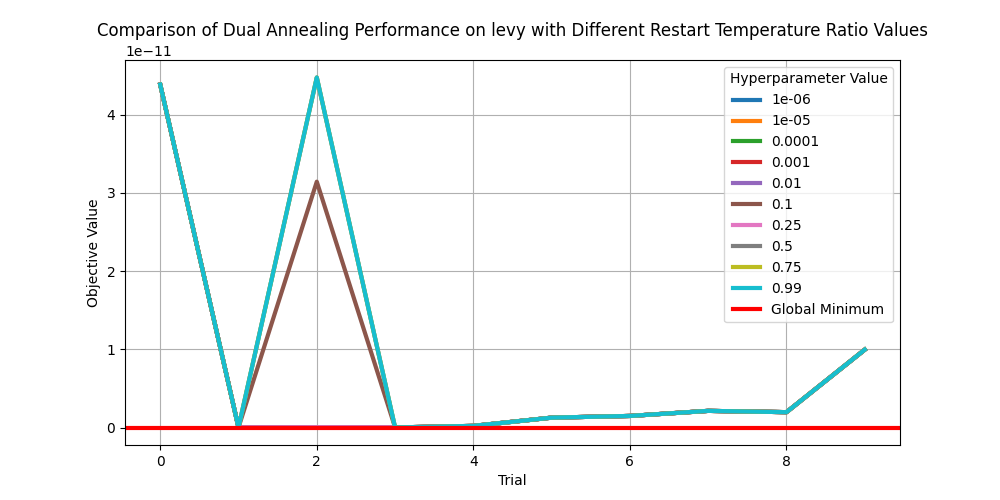 Comparison of Dual Annealing Performance on levy with Different Restart Temperature Ratio Values
1e−11
Hyperparameter Value
1e-06
1e-05
0.0001
0.001
0.01
0.1
0.25
0.5
0.75
0.99
Global Minimum
Objective Value
4
3
2
1
0
0
2
4
6
8
Trial